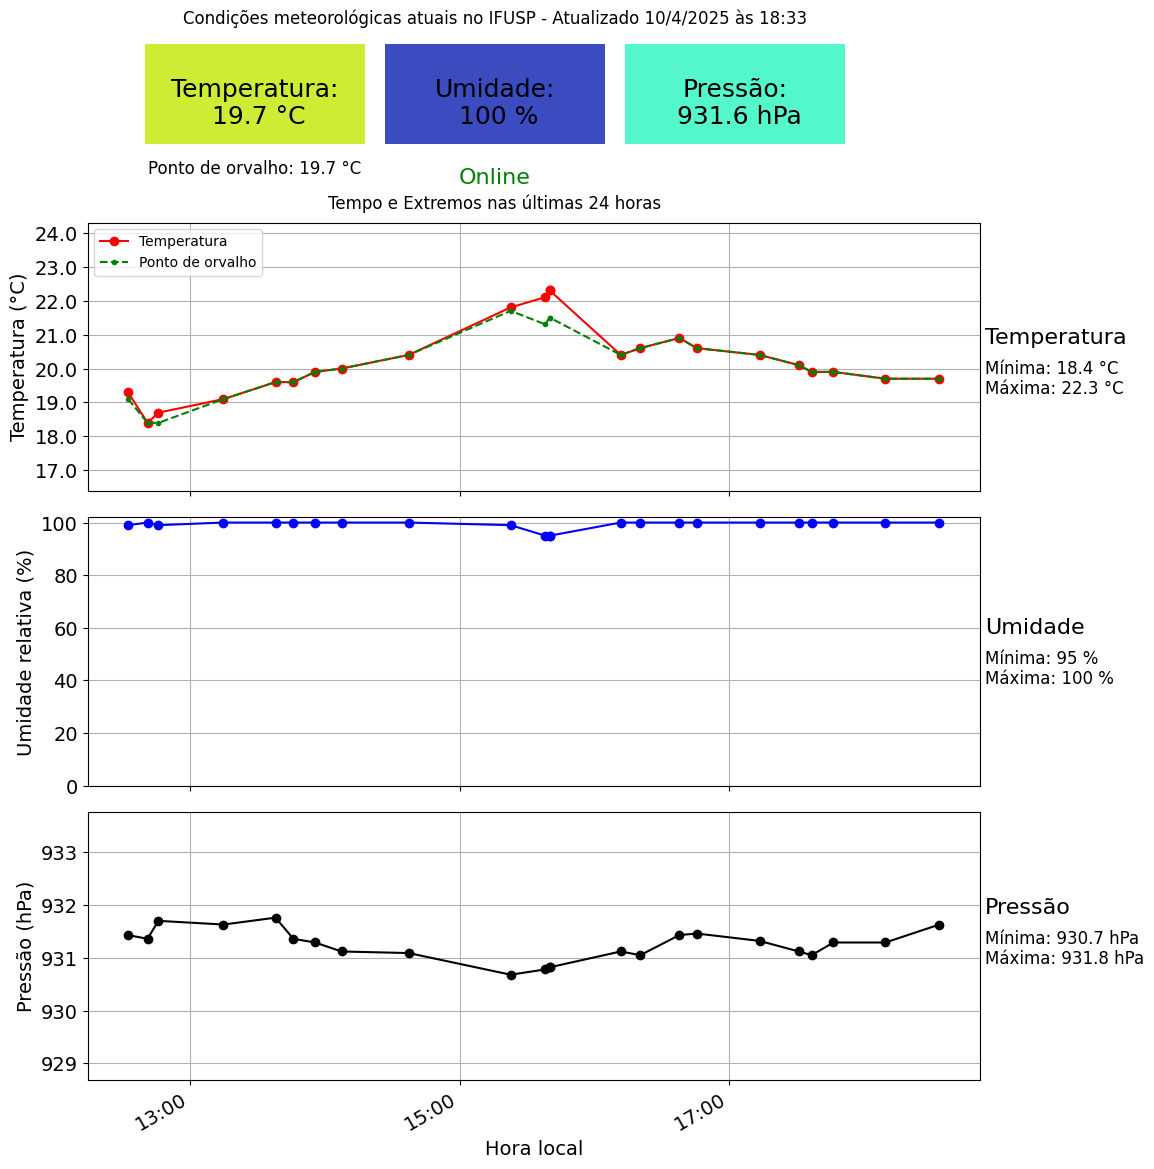 Condições meteorológicas atuais no IFUSP - Atualizado 10/4/2025 às 18:33
Temperatura:
19.7 °C
Umidade:
100 %
Pressão:
931.6 hPa
Ponto de orvalho: 19.7 °C
Online
Tempo e Extremos nas últimas 24 horas
Temperatura (°C)
24.0
23.0
22.0
21.0
20.0
19.0
18.0
17.0
Temperatura
Ponto de orvalho
Temperatura
Mínima: 18.4 °C
Máxima: 22.3 °C
Umidade relativa (%)
100
80
60
40
20
0
Umidade
Mínima: 95 %
Máxima: 100 %
Pressão (hPa)
933
932
931
930
929
Pressão
Mínima: 930.7 hPa
Máxima: 931.8 hPa
13:00
15:00
17:00
Hora local